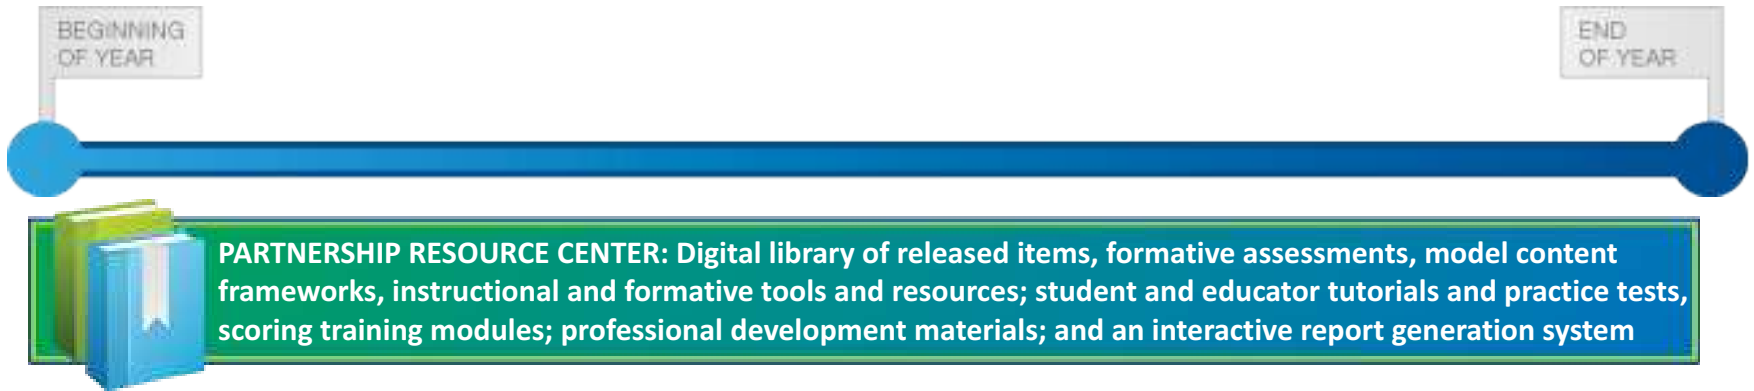 BEGINNING
OF YEAR
END
OF YEAR
PARTNERSHIP RESOURCE CENTER: Digital library of released items, formative assessments, model content
frameworks, instructional and formative tools and resources; student and educator tutorials and practice tests,
scoring training modules; professional development materials; and an interactive report generation system